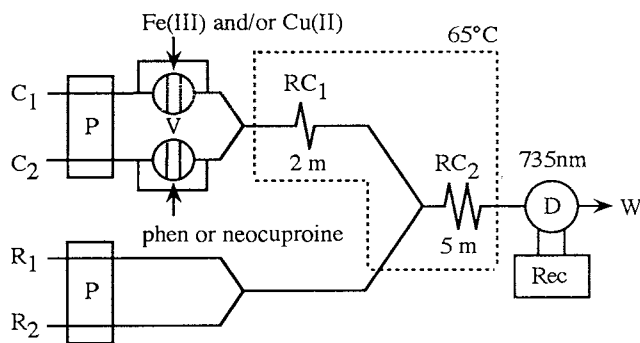 Fe(III) and/or Cu(II)
65°C
C1
P
V
RC1
2 m
C2
RC2
5 m
735nm
D
W
phen or neocuproine
R1
P
R2
Rec